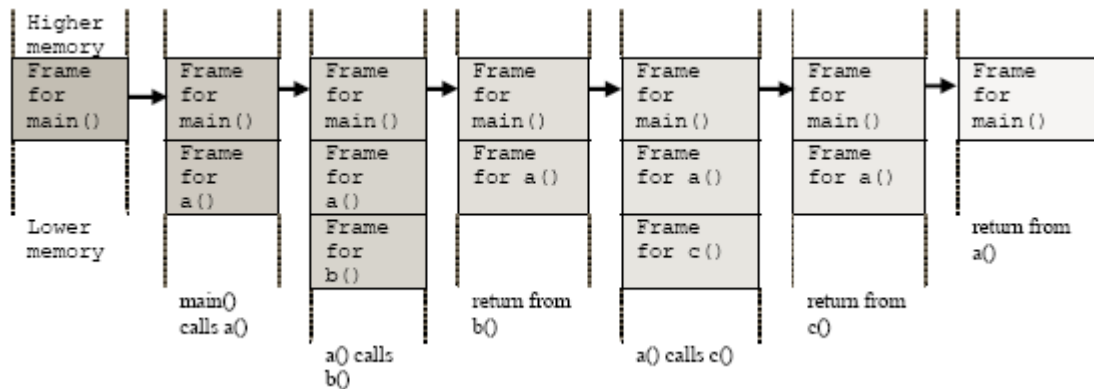 Higher
memory
Frame
for
main()
Lower
memory
Frame
for
main()
Frame
for
a()
main()
calls a()
Frame
for
main()
Frame
for
a()
Frame
for
b()
a() calls
b()
Frame
for
main()
Frame
for a()
return from
b()
Frame
for
main()
Frame
for a()
Frame
for c()
a() calls c()
Frame
for
main()
Frame
for a()
return from
c()
Frame
for
main()
return from
a()